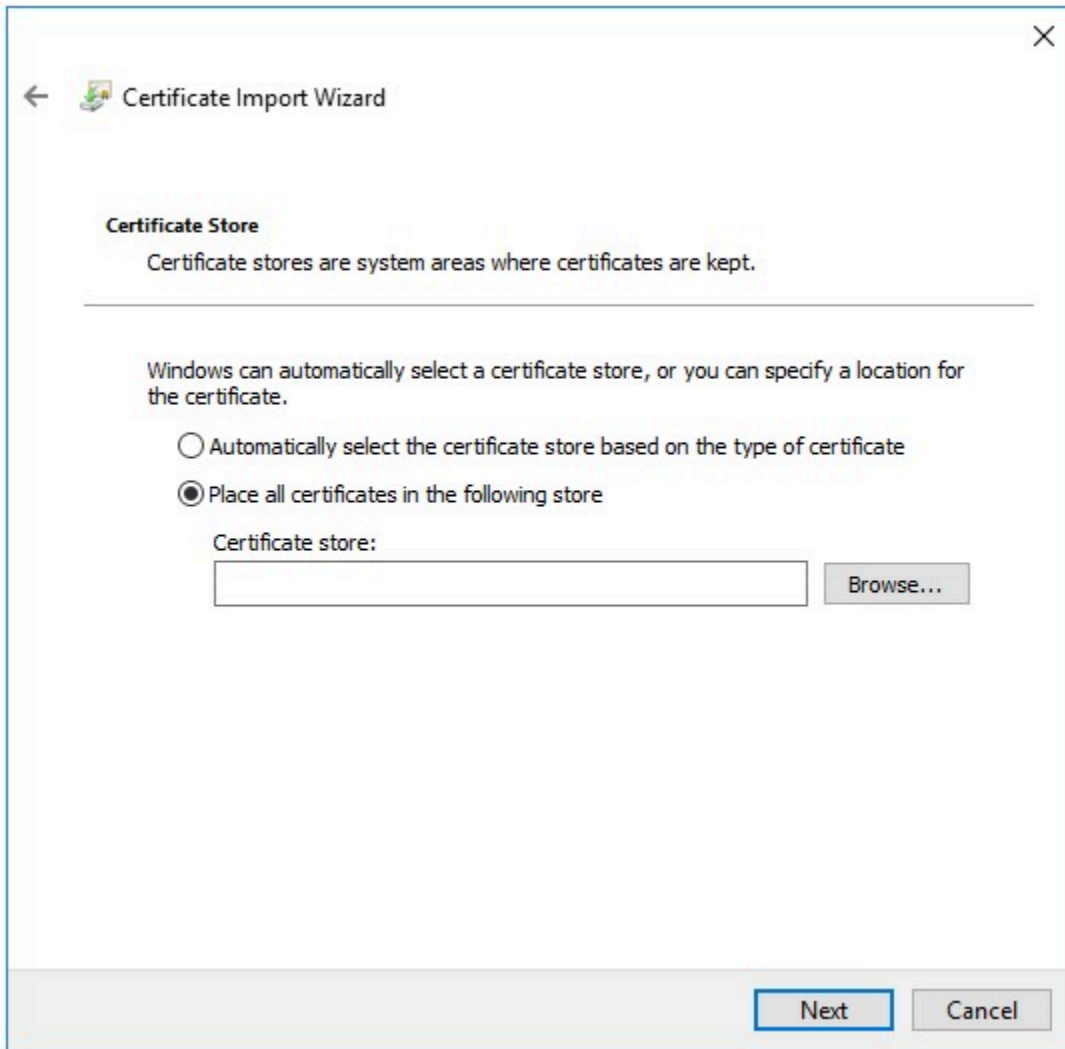 Certificate Import Wizard
Certificate Store
Certificate stores are system areas where certificates are kept.
Windows can automatically select a certificate store, or you can specify a location for
the certificate.
Automatically select the certificate store based on the type of certificate
Place all certificates in the following store
Certificate store:
Browse...
Next
Cancel